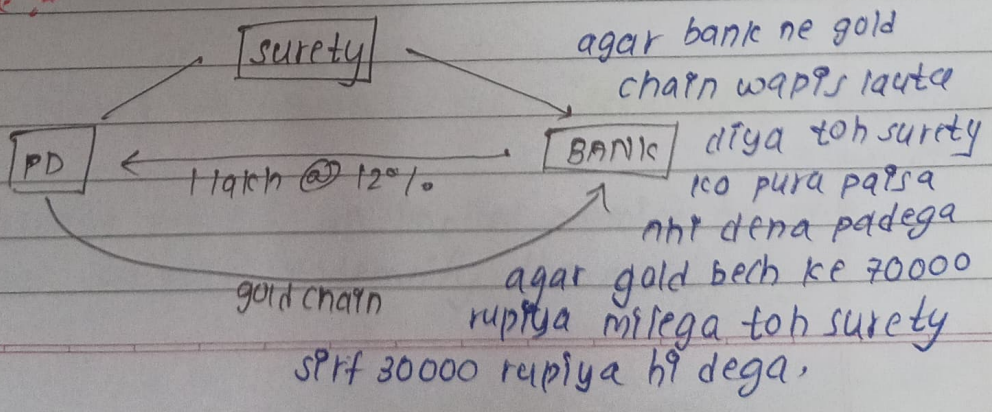 surety
PD
1 lakh @ 12%
BANK
gold chain
agar bank ne gold
chain wapis lauta
diya toh surety
ko pura paisa
nhi dena padega
agar gold bech ke 70000
rupiya milega toh surety
sirf 30000 rupiya hi dega.